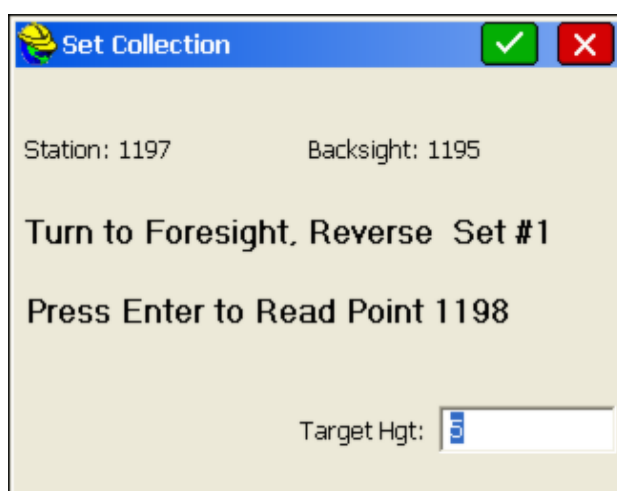 Set Collection
Station: 1197 Backsight: 1195
Turn to Foresight, Reverse Set #1
Press Enter to Read Point 1198
Target Hgt: 5